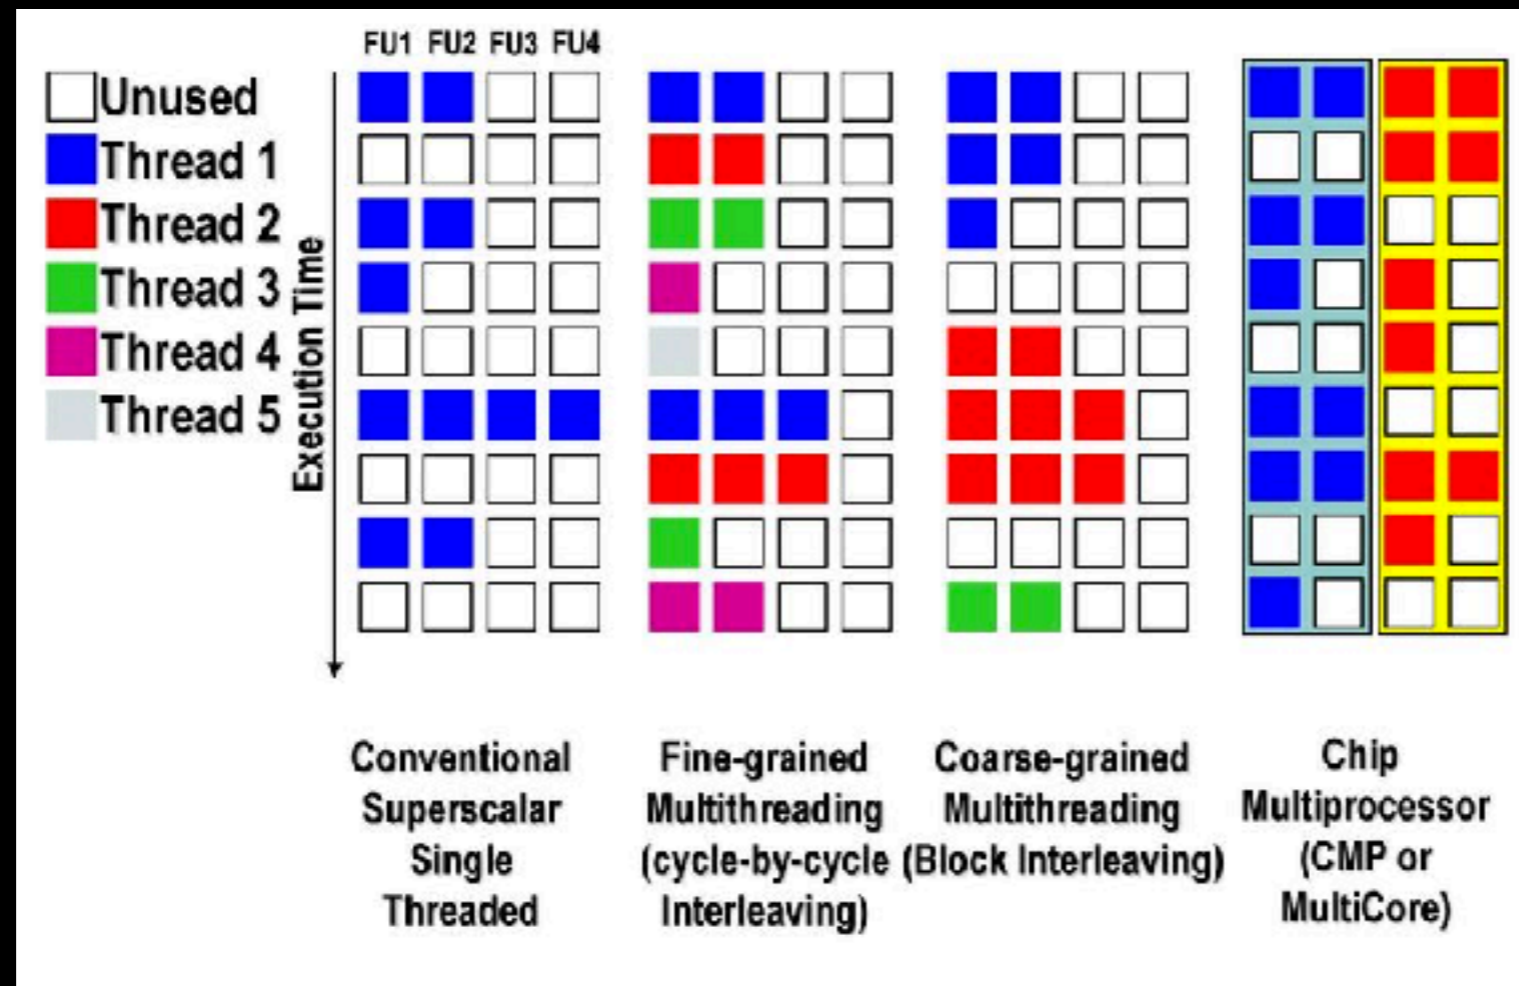 FU1 FU2 FU3 FU4
Unused
Thread 1
Thread 2
Thread 3
Thread 4
Thread 5
Execution Time
Conventional
Superscalar
Single
Threaded
Fine-grained
Multithreading
(cycle-by-cycle
Interleaving)
Coarse-grained
Multithreading
(Block Interleaving)
Chip
Multiprocessor
(CMP or
MultiCore)